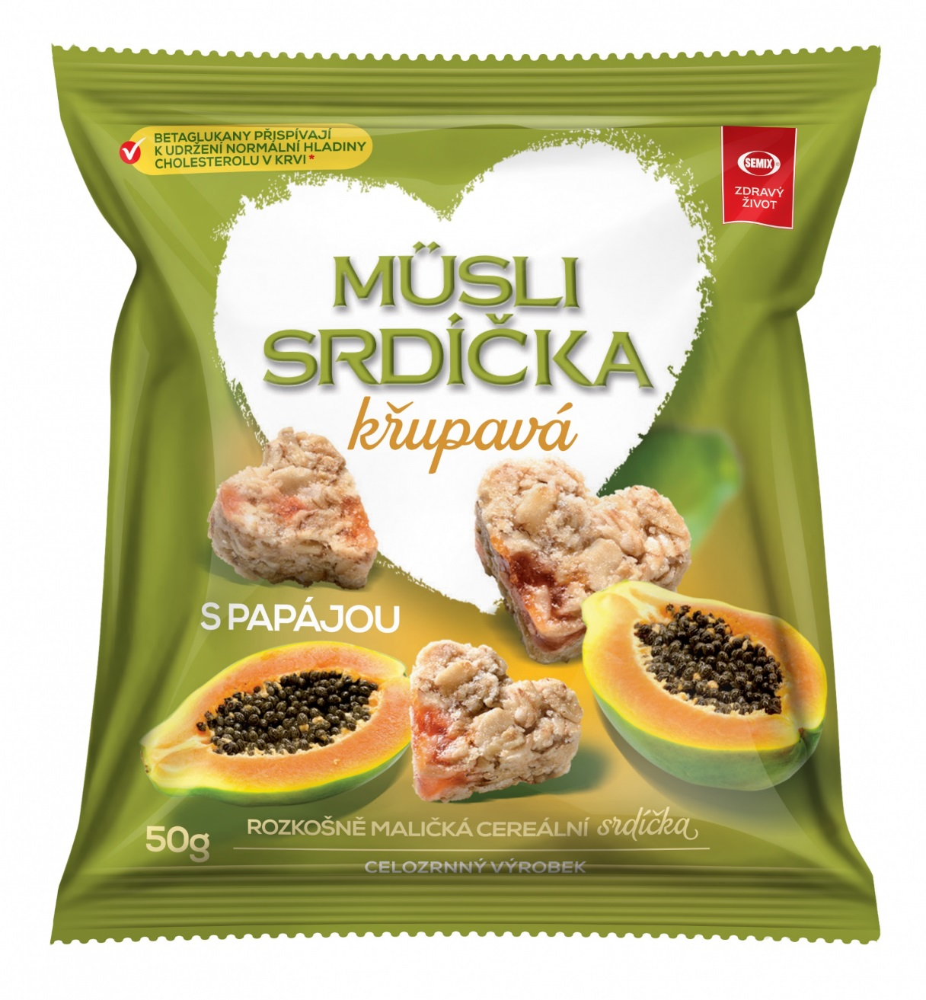 BETAGLUKANY PŘISPÍVAJÍ
K UDRŽENÍ NORMÁLNÍ HLADINY
CHOLESTEROLU V KRVI*
SEMIX®
ZDRAVÝ
ŽIVOT
MÜSLI
SRDÍČKA
křupavá
S PAPÁJOU
50g
ROZKOŠNĚ MALIČKÁ CEREÁLNÍ srdíčka
CELOZRNNÝ VÝROBEK